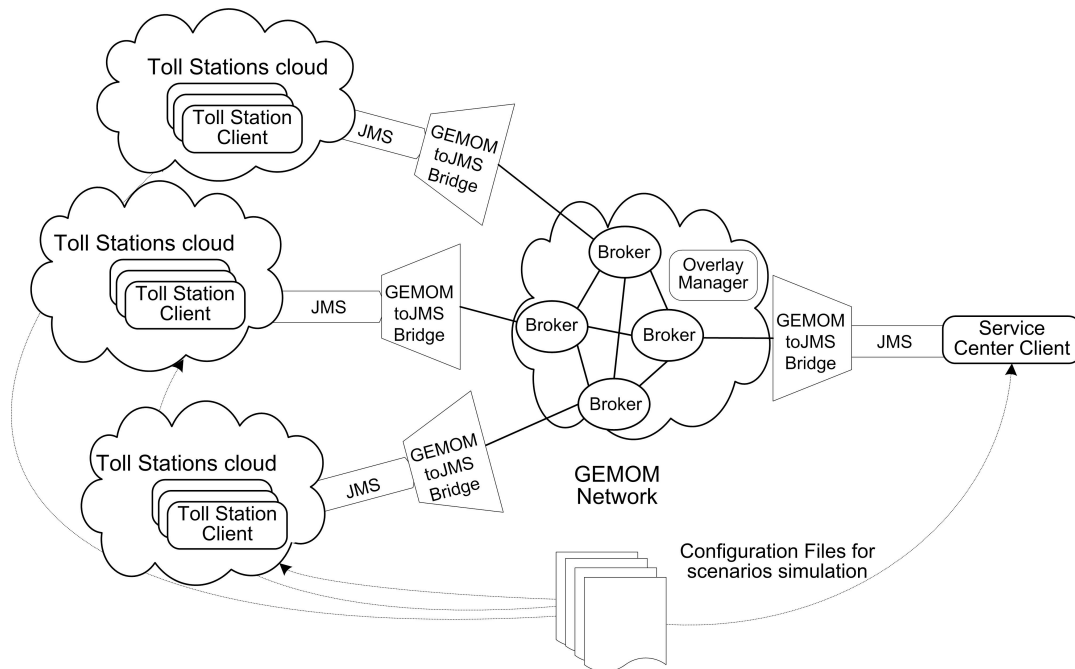 Toll Stations cloud
Toll Station
Client
JMS
GEMOM
toJMS
Bridge
Toll Stations cloud
Toll Station
Client
JMS
GEMOM
toJMS
Bridge
Toll Stations cloud
Toll Station
Client
JMS
GEMOM
toJMS
Bridge
Broker
Overlay
Manager
Broker
Broker
Broker
GEMOM
toJMS
Bridge
JMS
Service
Center Client
GEMOM
Network
Configuration Files for
scenarios simulation